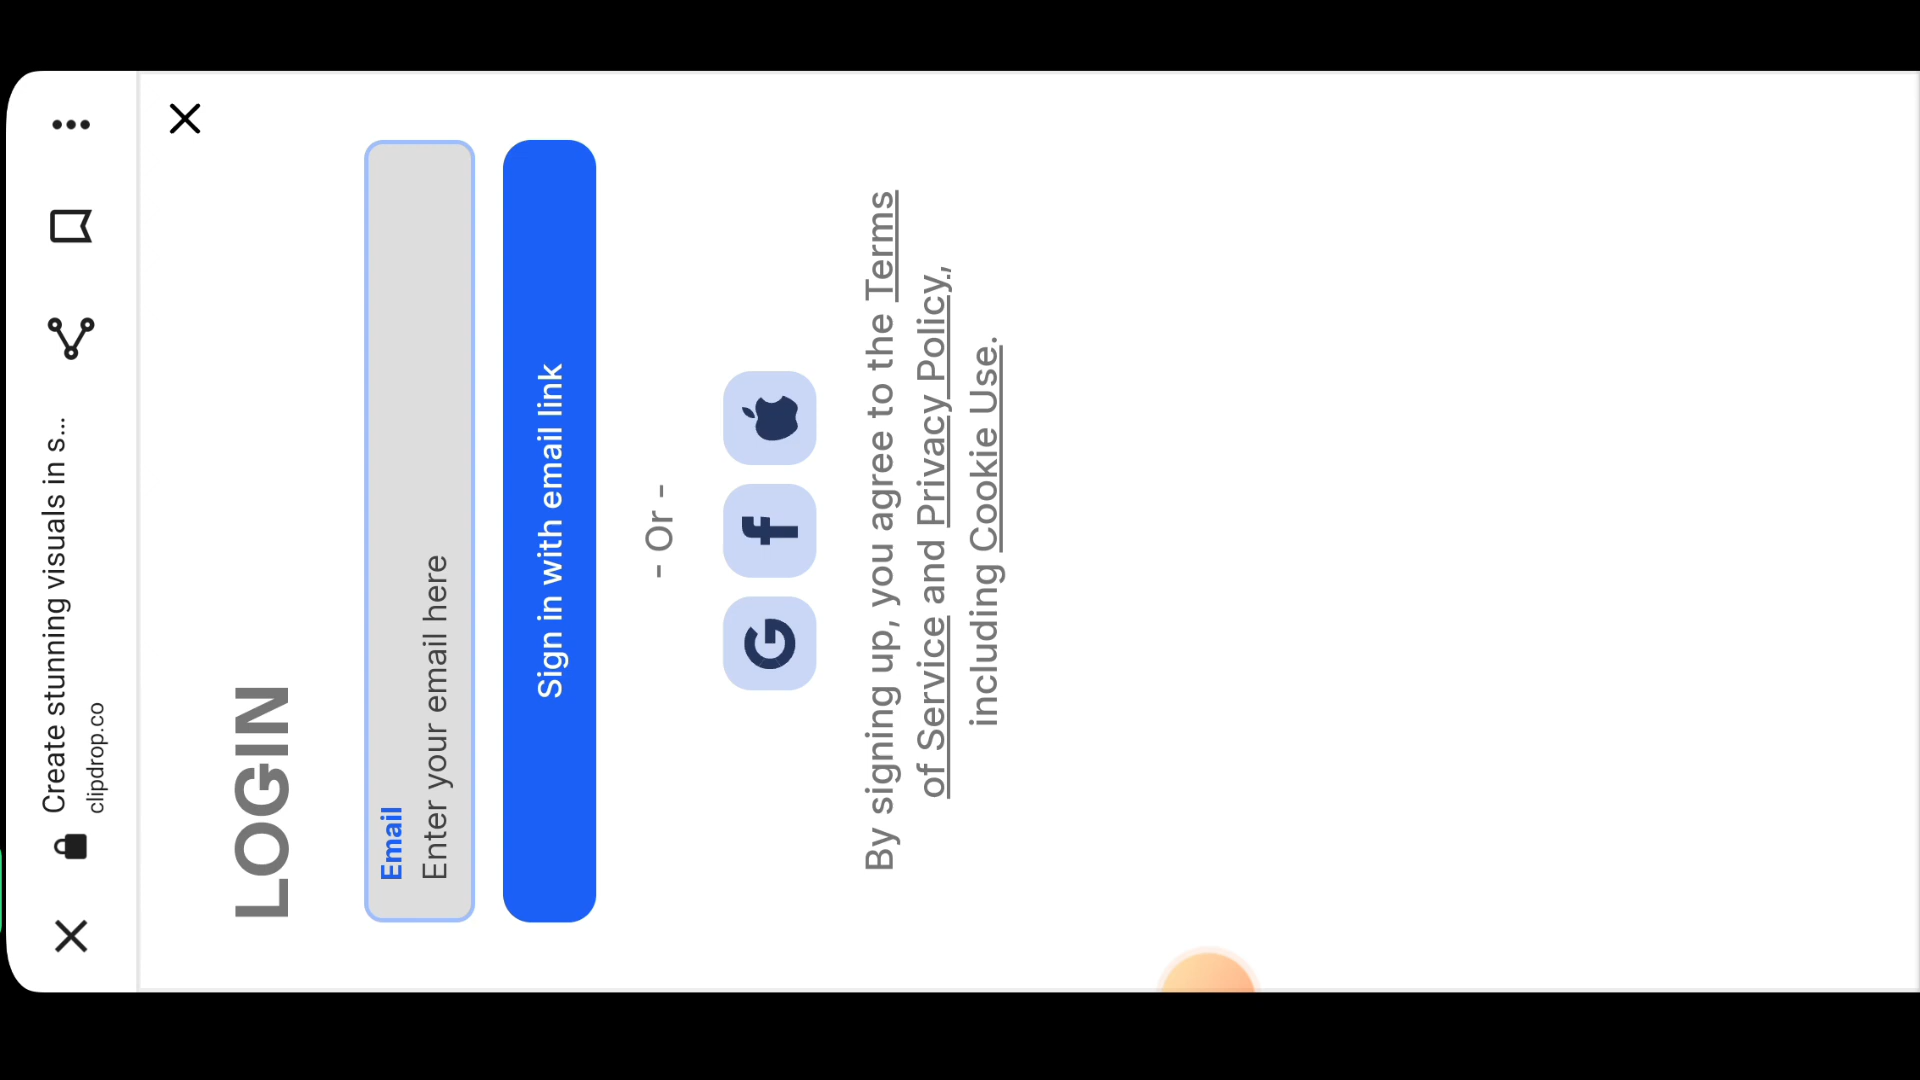 Create stunning visuals in s...
clipdrop.co
LOGIN
Email
Enter your email here
Sign in with email link
- Or -
By signing up, you agree to the Terms
of Service and Privacy Policy,
including Cookie Use.